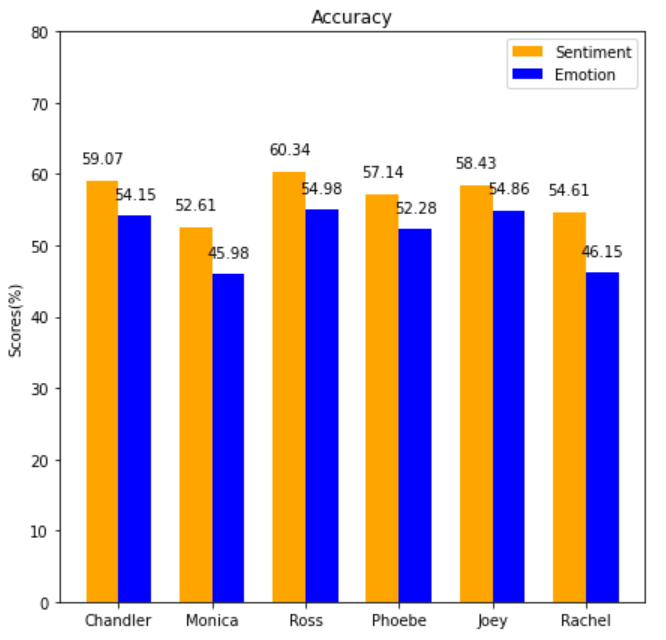 Accuracy
Sentiment
Emotion
Scores(%)
80
70
60
50
40
30
20
10
0
59.07
54.15
52.61
45.98
60.34
54.98
57.14
52.28
58.43
54.86
54.61
46.15
Chandler
Monica
Ross
Phoebe
Joey
Rachel